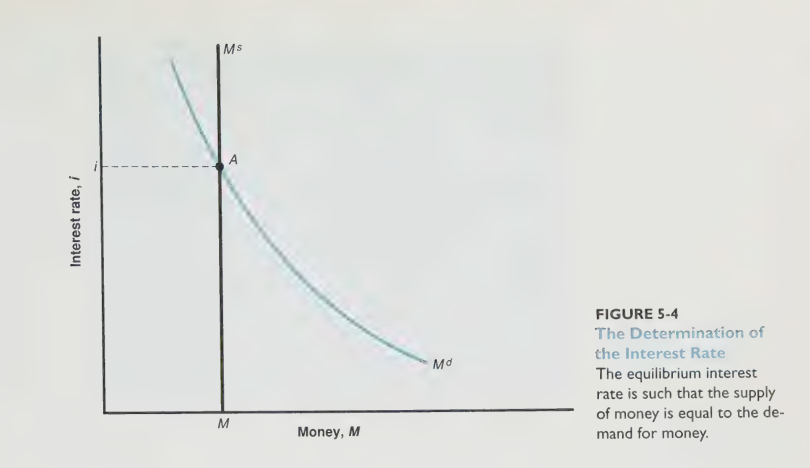 Mˢ
A
i
Interest rate, i
Mᵈ
M
Money, M
FIGURE 5-4
The Determination of
the Interest Rate
The equilibrium interest
rate is such that the supply
of money is equal to the de-
mand for money.